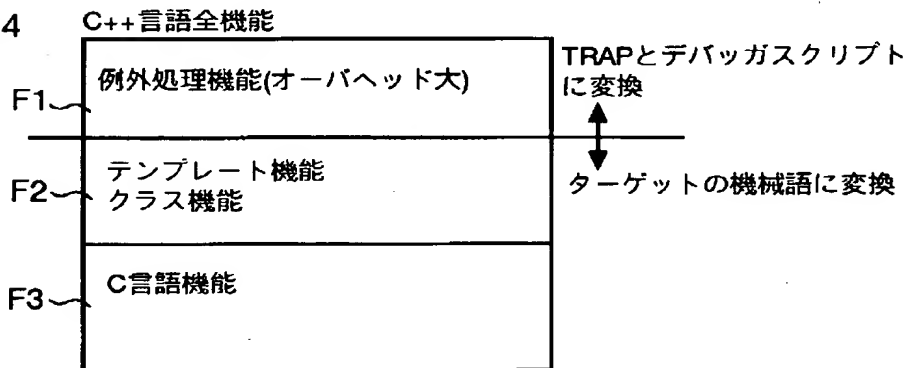 4
C++言語全機能
F1
例外処理機能(オーバヘッド大)
TRAPとデバッガスクリプト
に変換
F2
テンプレート機能
クラス機能
ターゲットの機械語に変換
F3
C言語機能